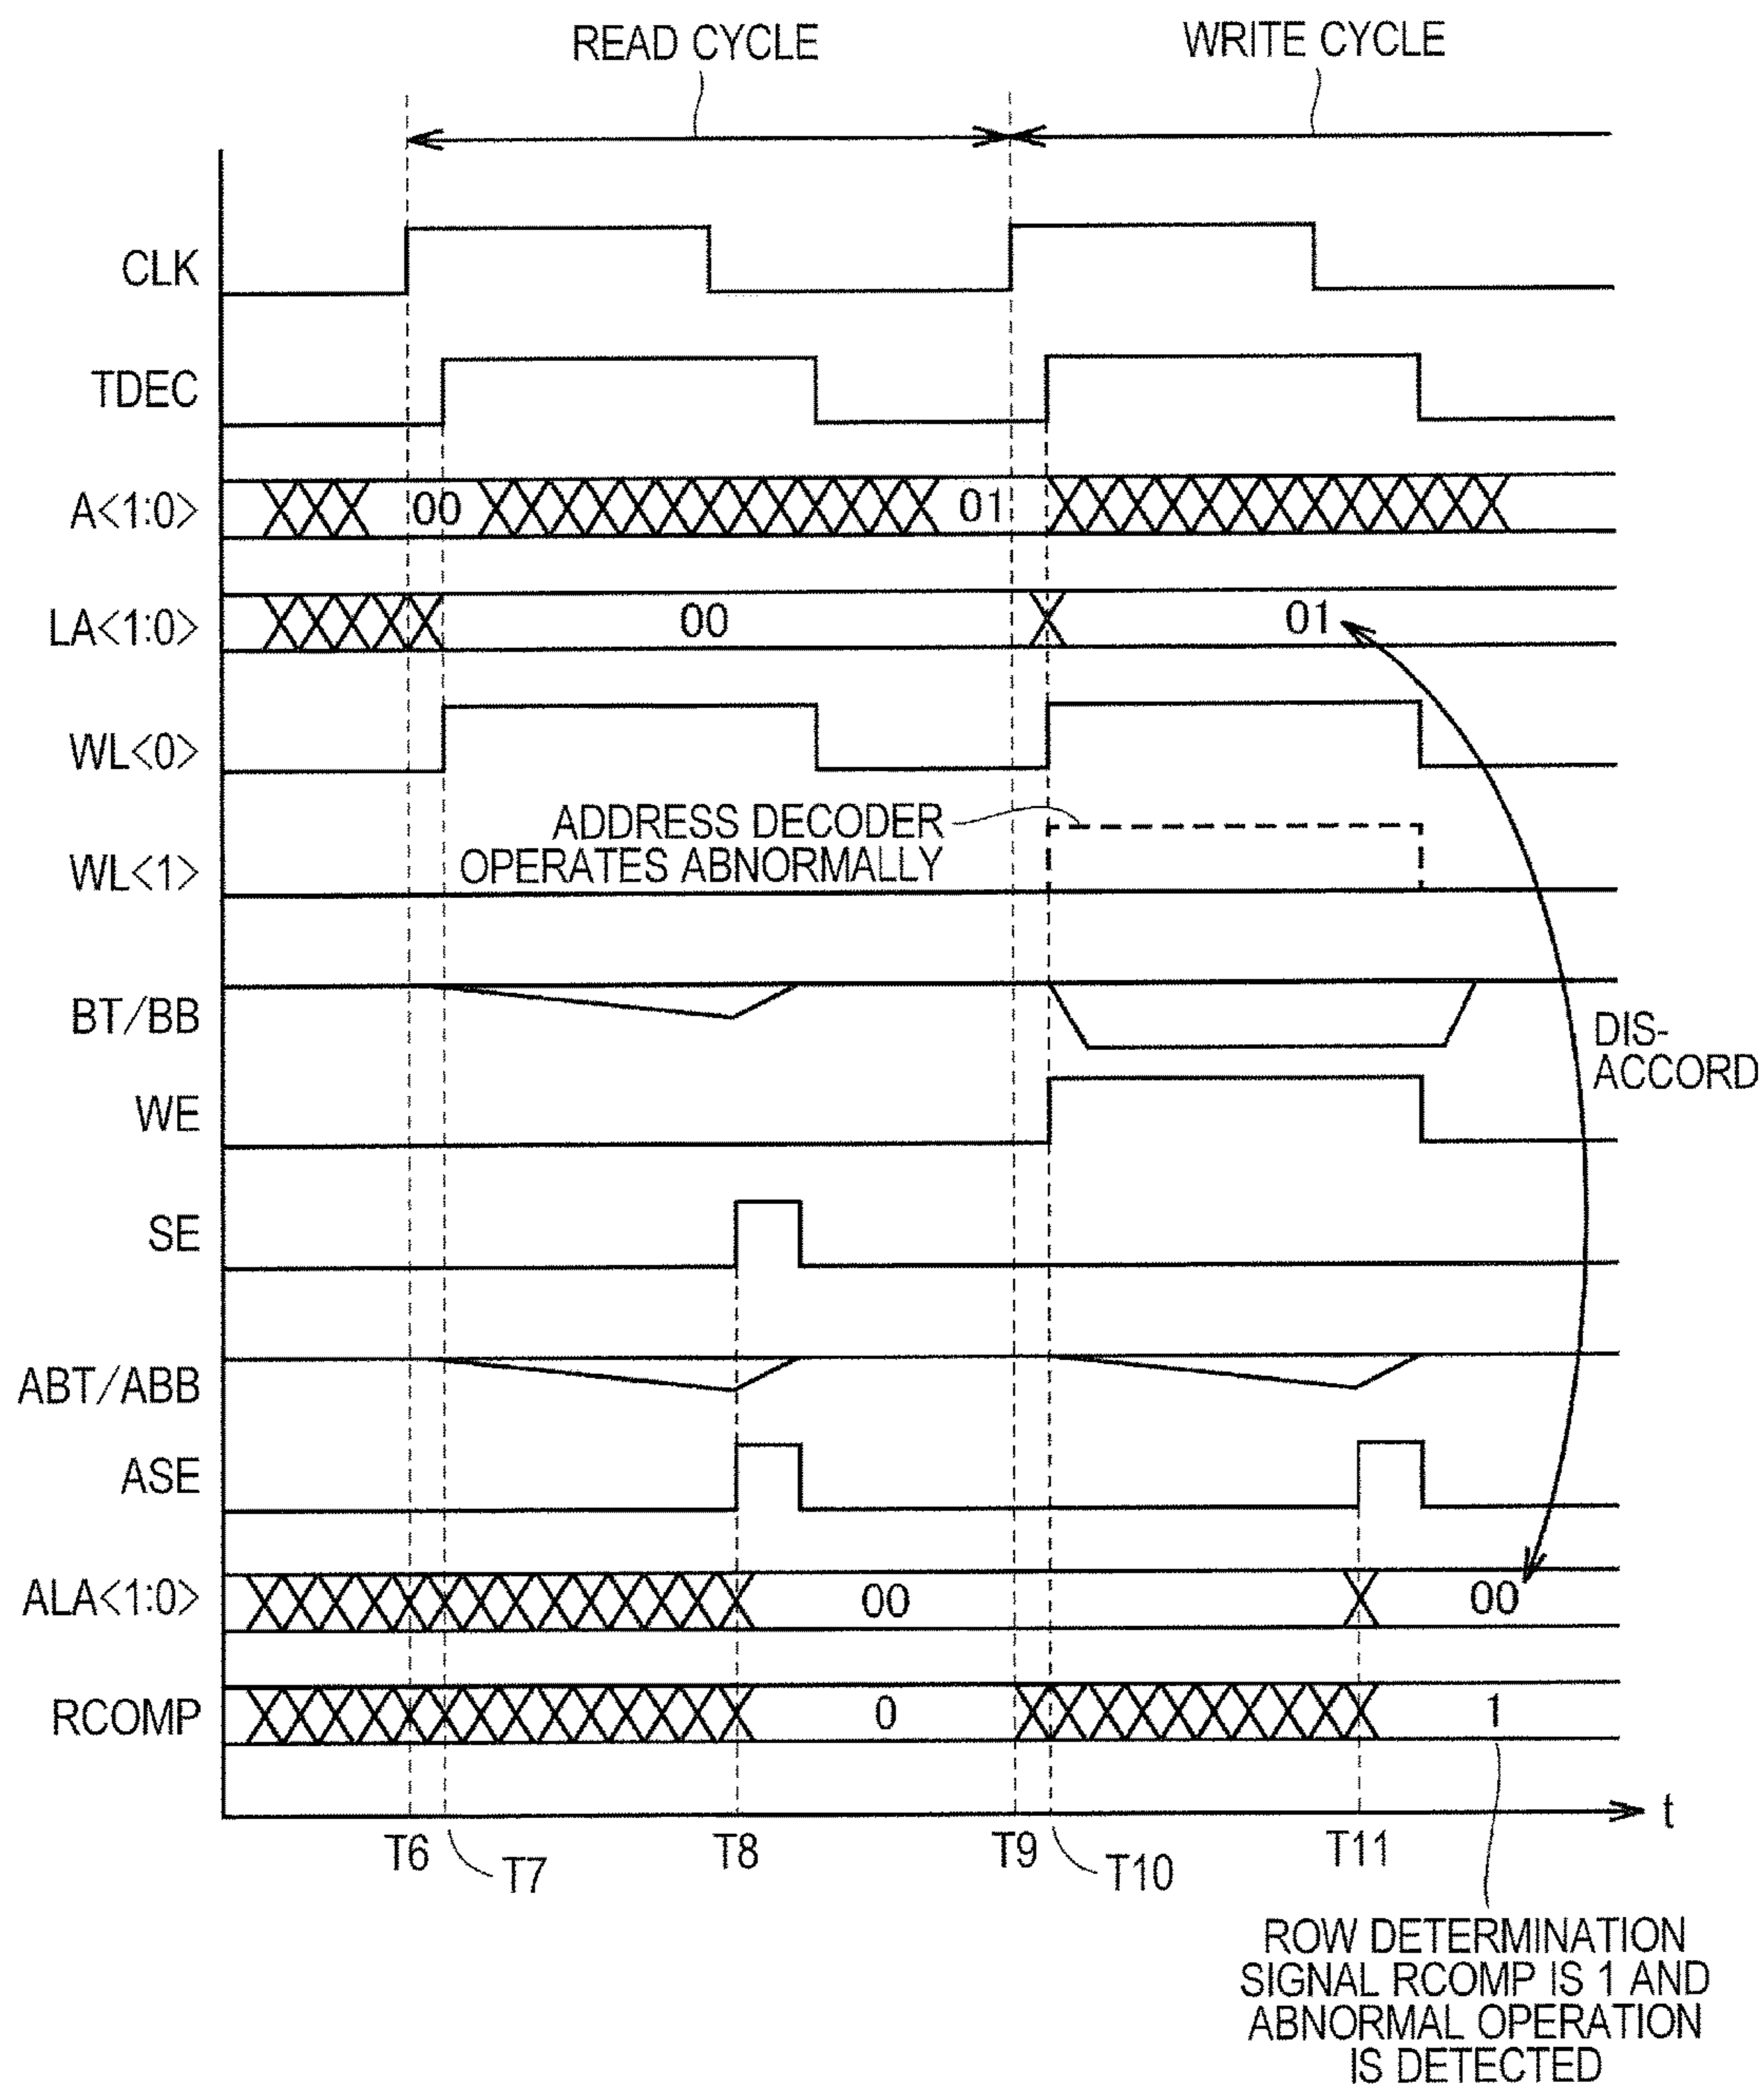 READ CYCLE
WRITE CYCLE
CLK
TDEC
A<1:0>
00
01
LA<1:0>
00
01
WL<0>
ADDRESS DECODER
OPERATES ABNORMALLY
WL<1>
BT/BB
DIS-
ACCORD
WE
SE
ABT/ABB
ASE
ALA<1:0>
00
00
RCOMP
0
1
t
T6
T7
T8
T9
T10
T11
ROW DETERMINATION
SIGNAL RCOMP IS 1 AND
ABNORMAL OPERATION
IS DETECTED